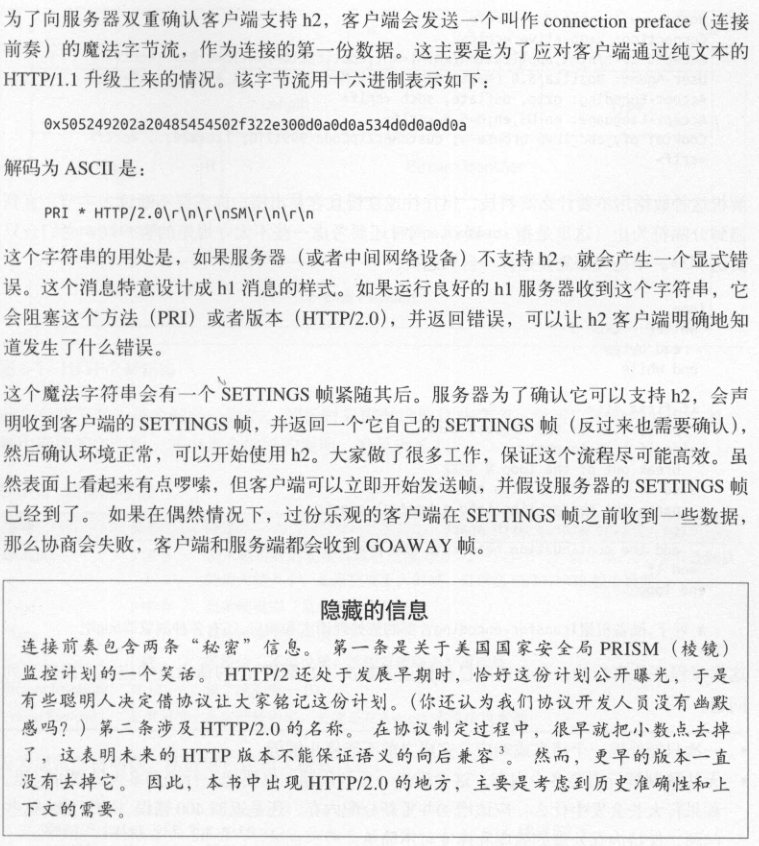 为了向服务器双重确认客户端支持 h2，客户端会发送一个叫作 connection preface（连接
前奏）的魔法字节流，作为连接的第一份数据。这主要是为了应对客户端通过纯文本的
HTTP/1.1 升级上来的情况。该字节流用十六进制表示如下：
0x505249202a20485454502f322e300d0a0d0a534d0d0a0d0a
解码为 ASCII 是：
PRI * HTTP/2.0\r\n\r\nSM\r\n\r\n
这个字符串的用处是，如果服务器（或者中间网络设备）不支持 h2，就会产生一个显式错
误。这个消息特意设计成 h1 消息的样式。如果运行良好的 h1 服务器收到这个字符串，它
会阻塞这个方法（PRI）或者版本（HTTP/2.0），并返回错误，可以让 h2 客户端明确地知
道发生了什么错误。
这个魔法字符串会有一个 SETTINGS 帧紧随其后。服务器为了确认它可以支持 h2，会声
明收到客户端的 SETTINGS 帧，并返回一个它自己的 SETTINGS 帧（反过来也需要确认），
然后确认环境正常，可以开始使用 h2。大家做了很多工作，保证这个流程尽可能高效。虽
然表面上看起来有点啰嗦，但客户端可以立即开始发送帧，并假设服务器的 SETTINGS 帧
已经到了。 如果在偶然情况下，过份乐观的客户端在 SETTINGS 帧之前收到一些数据，
那么协商会失败，客户端和服务端都会收到 GOAWAY 帧。
隐藏的信息
连接前奏包含两条“秘密”信息。 第一条是关于美国国家安全局 PRISM（棱镜）
监控计划的一个笑话。 HTTP/2 还处于发展早期时，恰好这份计划公开曝光，于是
有些聪明人决定借协议让大家铭记这份计划。（你还认为我们协议开发人员没有幽默
感吗？）第二条涉及 HTTP/2.0 的名称。 在协议制定过程中，很早就把小数点去掉
了，这表明未来的 HTTP 版本不能保证语义的向后兼容³。 然而，更早的版本一直
没有去掉它。 因此，本书中出现 HTTP/2.0 的地方，主要是考虑到历史准确性和上
下文的需要。